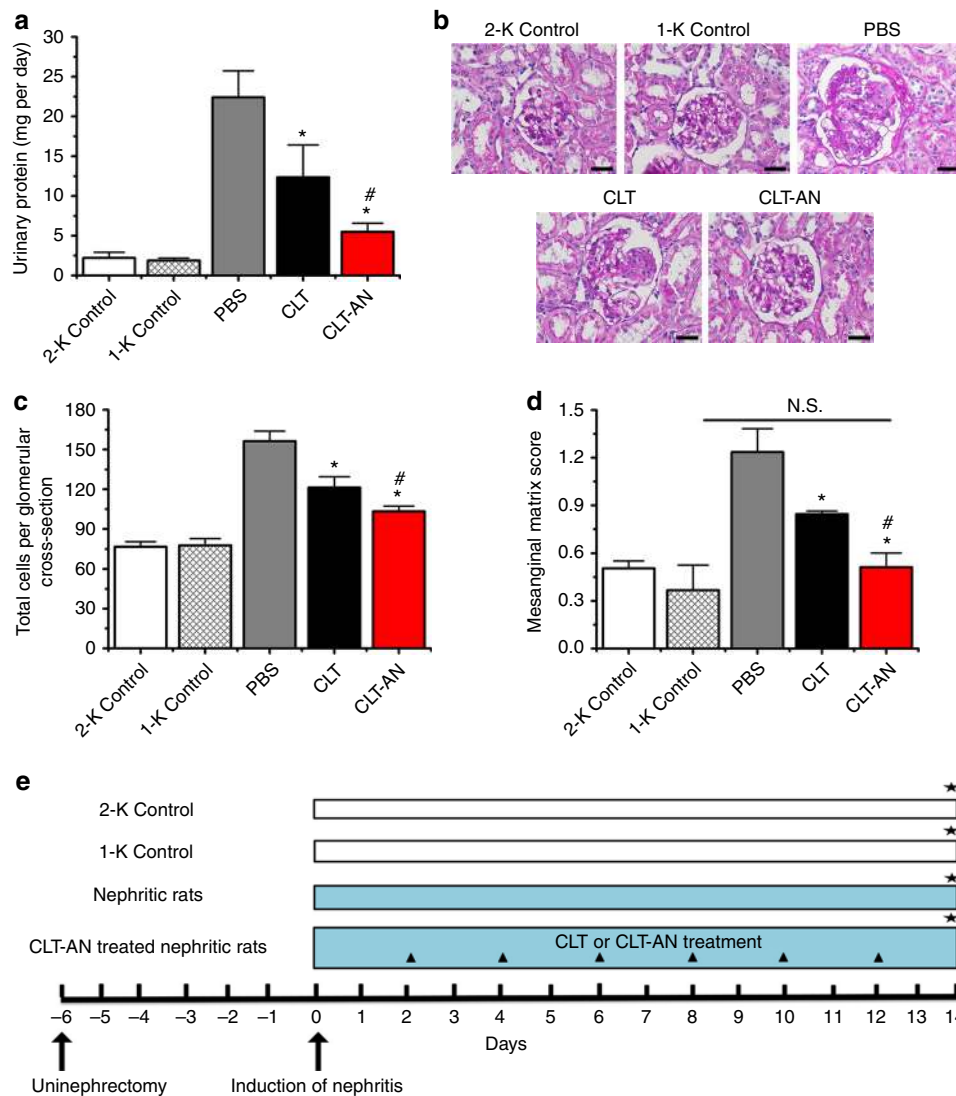 a
Urinary protein (mg per day)
30
25
20
15
10
5
0
*
#
*
2-K Control
1-K Control
PBS
CLT
CLT-AN
b
2-K Control
1-K Control
PBS
CLT
CLT-AN
c
Total cells per glomerular
cross-section
180
150
120
90
60
30
0
*
#
*
2-K Control
1-K Control
PBS
CLT
CLT-AN
d
Mesanginal matrix score
1.5
1.2
0.9
0.6
0.3
0.0
N.S.
*
#
*
2-K Control
1-K Control
PBS
CLT
CLT-AN
e
2-K Control
1-K Control
Nephritic rats
CLT-AN treated nephritic rats
CLT or CLT-AN treatment
–6 –5 –4 –3 –2 –1 0 1 2 3 4 5 6 7 8 9 10 11 12 13 14
Days
Uninephrectomy
Induction of nephritis